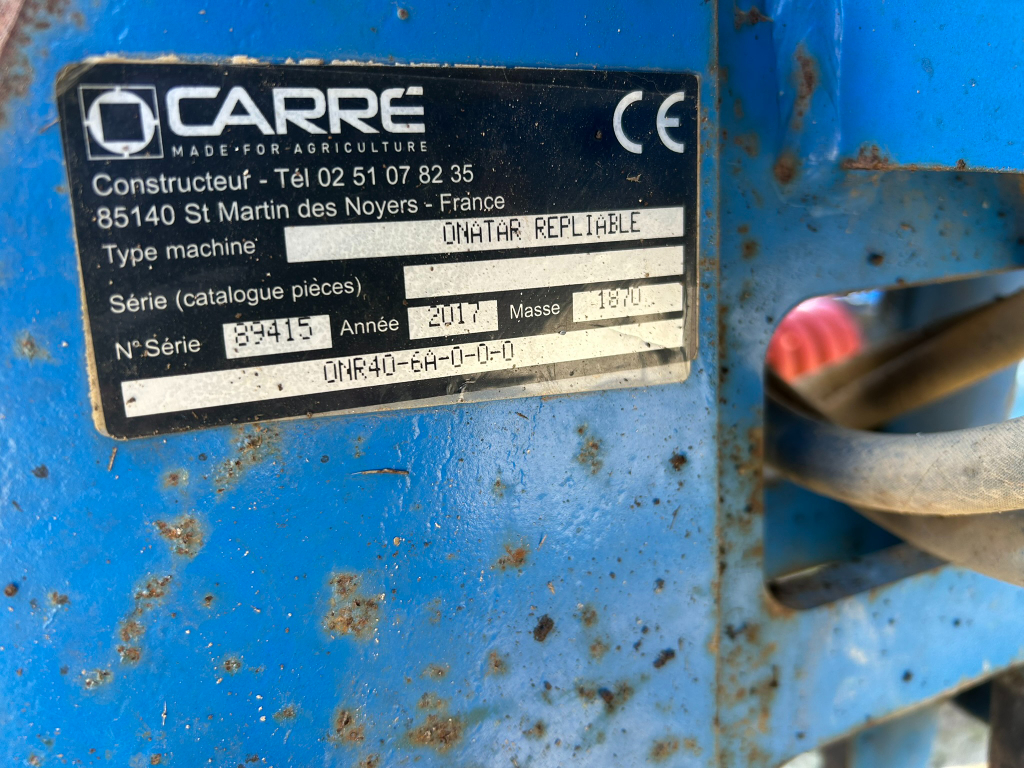 CARRÉ
MADE·FOR·AGRICULTURE
CE
Constructeur - Tél 02 51 07 82 35
85140 St Martin des Noyers - France
Type machine ONATAR REPLIABLE
Série (catalogue pièces)
N° Série 89415 Année 2017 Masse 1870
ONR40-6A-0-0-0